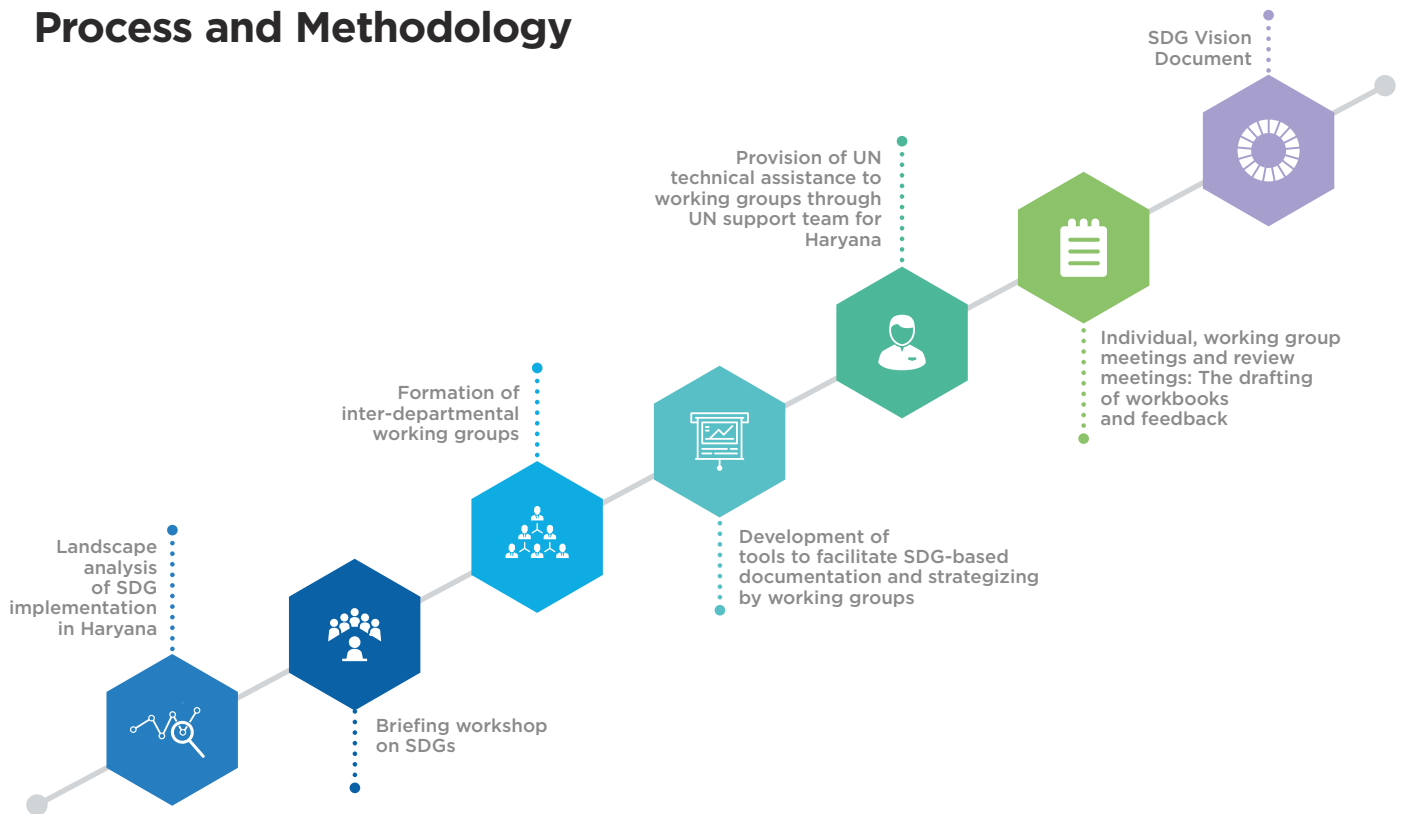 Process and Methodology
Landscape
analysis
of SDG
implementation
in Haryana
Briefing workshop
on SDGs
Formation of
inter-departmental
working groups
Development of
tools to facilitate SDG-based
documentation and strategizing
by working groups
Provision of UN
technical assistance to
working groups through
UN support team for
Haryana
Individual, working group
meetings and review
meetings: The drafting
of workbooks
and feedback
SDG Vision
Document